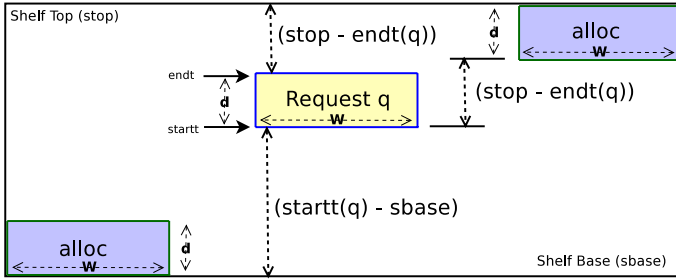 Shelf Top (stop)
(stop - endt(q))
d
alloc
W
endt
d
Request q
W
(stop - endt(q))
startt
(startt(q) - sbase)
alloc
W
d
Shelf Base (sbase)